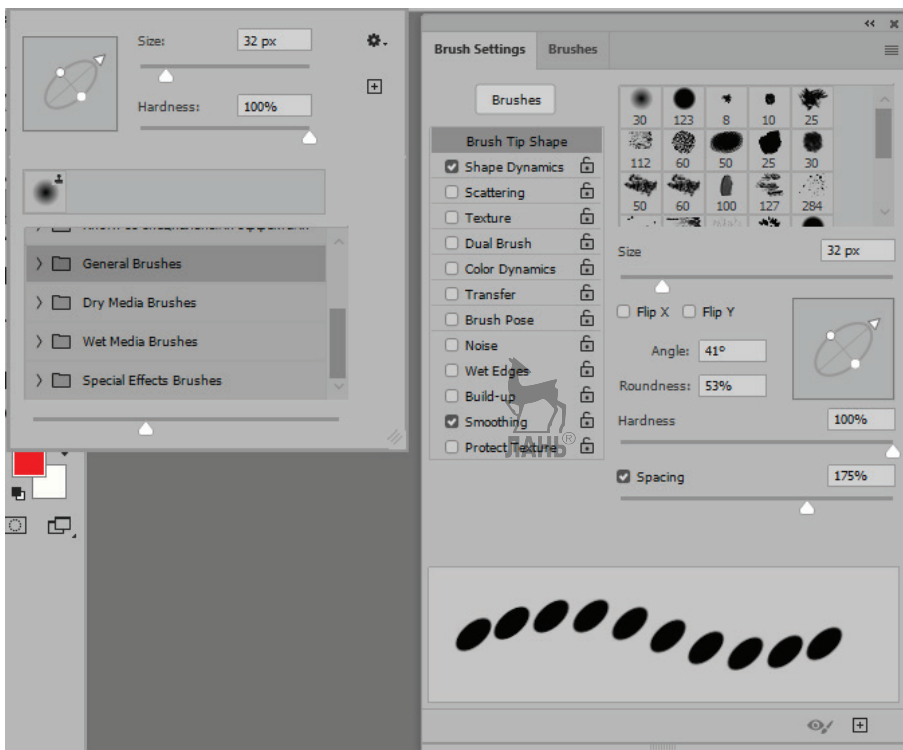 Size:
32 px
Hardness:
100%
General Brushes
Dry Media Brushes
Wet Media Brushes
Special Effects Brushes
Brush Settings
Brushes
Brushes
Brush Tip Shape
Shape Dynamics
Scattering
Texture
Dual Brush
Color Dynamics
Transfer
Brush Pose
Noise
Wet Edges
Build-up
Smoothing
Protect Texture
ЛАНЬ®
30 123 8 10 25
112 60 50 25 30
50 60 100 127 284
Size
32 px
Flip X Flip Y
Angle: 41º
Roundness: 53%
Hardness
100%
Spacing
175%